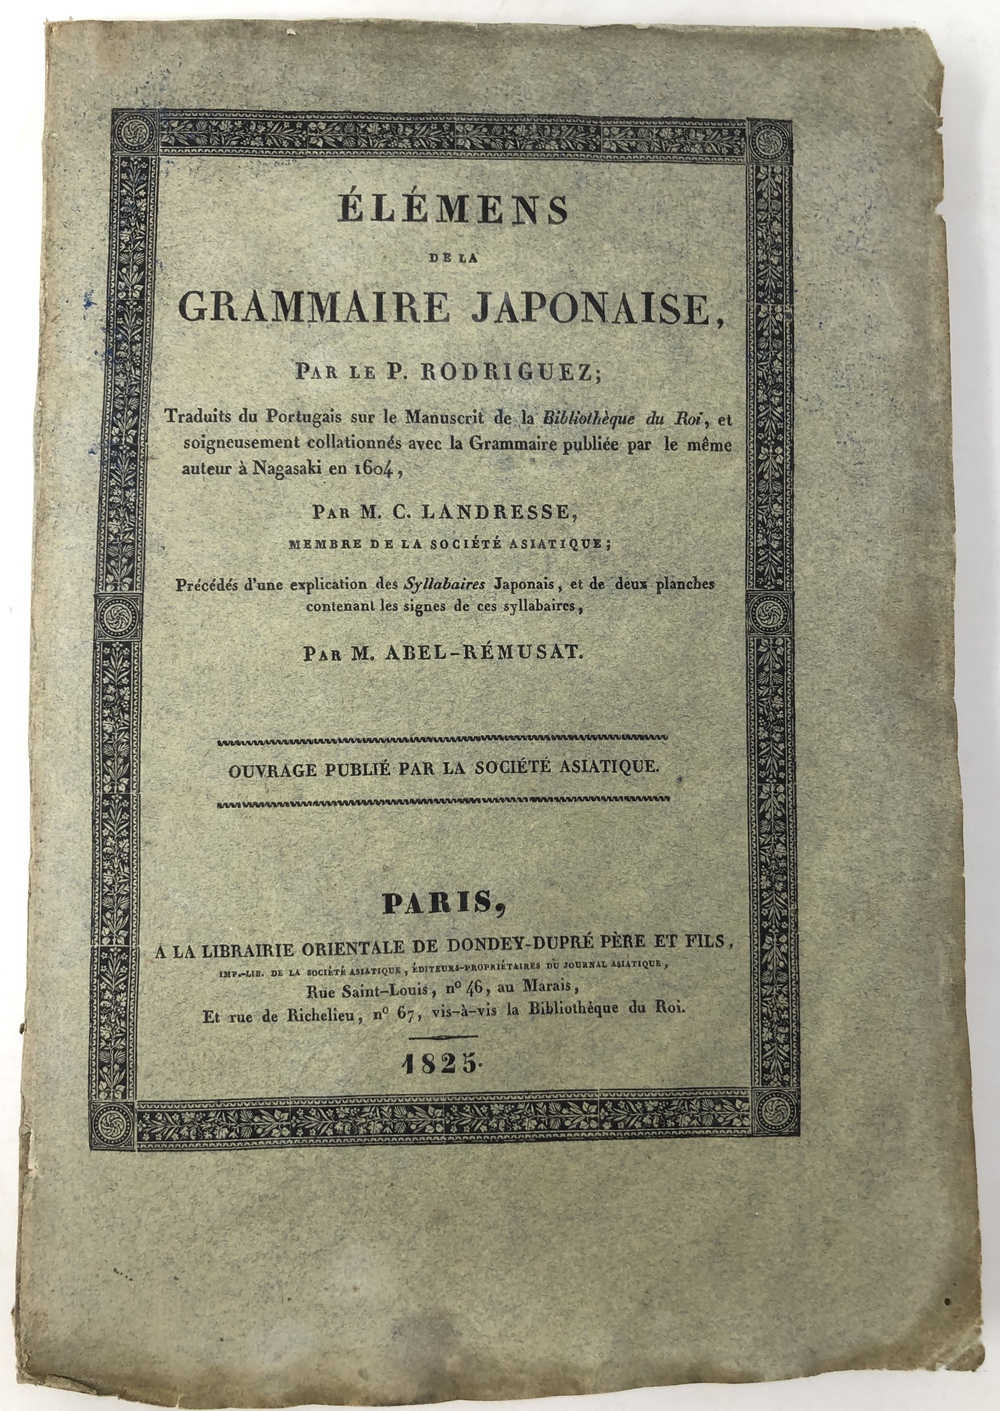 ÉLÉMENS
DE LA
GRAMMAIRE JAPONAISE,
PAR LE P. RODRIGUEZ;
Traduits du Portugais sur le Manuscrit de la Bibliothèque du Roi, et
soigneusement collationnés avec la Grammaire publiée par le même
auteur à Nagasaki en 1604,
PAR M. C. LANDRESSE,
MEMBRE DE LA SOCIÉTÉ ASIATIQUE;
Précédés d'une explication des Syllabaires Japonais, et de deux planches
contenant les signes de ces syllabaires,
PAR M. ABEL-RÉMUSAT.
OUVRAGE PUBLIÉ PAR LA SOCIÉTÉ ASIATIQUE.
PARIS,
A LA LIBRAIRIE ORIENTALE DE DONDEY-DUPRÉ PÈRE ET FILS,
IMP.-LIB. DE LA SOCIÉTÉ ASIATIQUE, ÉDITEURS-PROPRIÉTAIRES DU JOURNAL ASIATIQUE,
Rue Saint-Louis, nº 46, au Marais,
Et rue de Richelieu, nº 67, vis-à-vis la Bibliothèque du Roi.
1825.